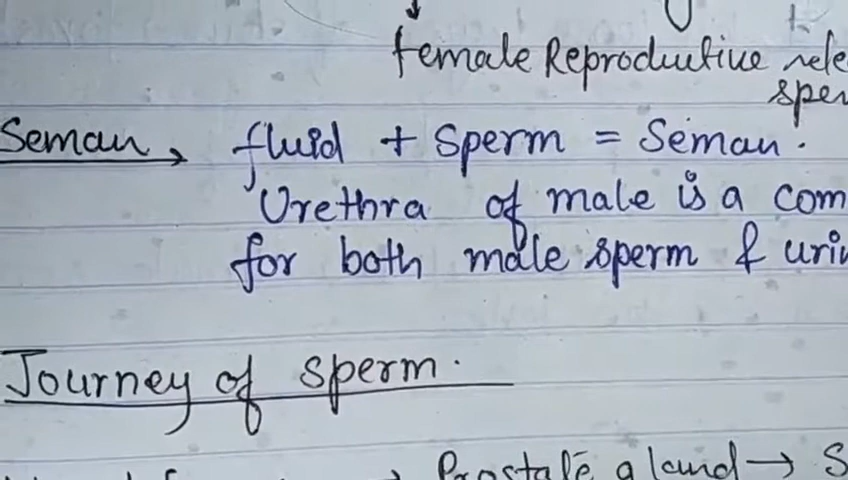 female Reproductive
Seman → fluid + Sperm = Seman.
Urethra of male is a
for both male sperm &
Journey of sperm.
Prostate gland →